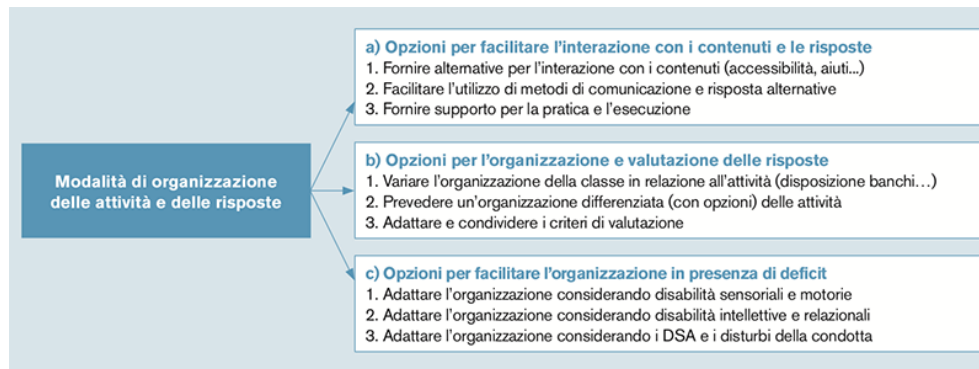 Modalità di organizzazione
delle attività e delle risposte
a) Opzioni per facilitare l'interazione con i contenuti e le risposte
1. Fornire alternative per l'interazione con i contenuti (accessibilità, aiuti...)
2. Facilitare l'utilizzo di metodi di comunicazione e risposta alternative
3. Fornire supporto per la pratica e l'esecuzione
b) Opzioni per l'organizzazione e valutazione delle risposte
1. Variare l'organizzazione della classe in relazione all'attività (disposizione banchi…)
2. Prevedere un'organizzazione differenziata (con opzioni) delle attività
3. Adattare e condividere i criteri di valutazione
c) Opzioni per facilitare l'organizzazione in presenza di deficit
1. Adattare l'organizzazione considerando disabilità sensoriali e motorie
2. Adattare l'organizzazione considerando disabilità intellettive e relazionali
3. Adattare l'organizzazione considerando i DSA e i disturbi della condotta